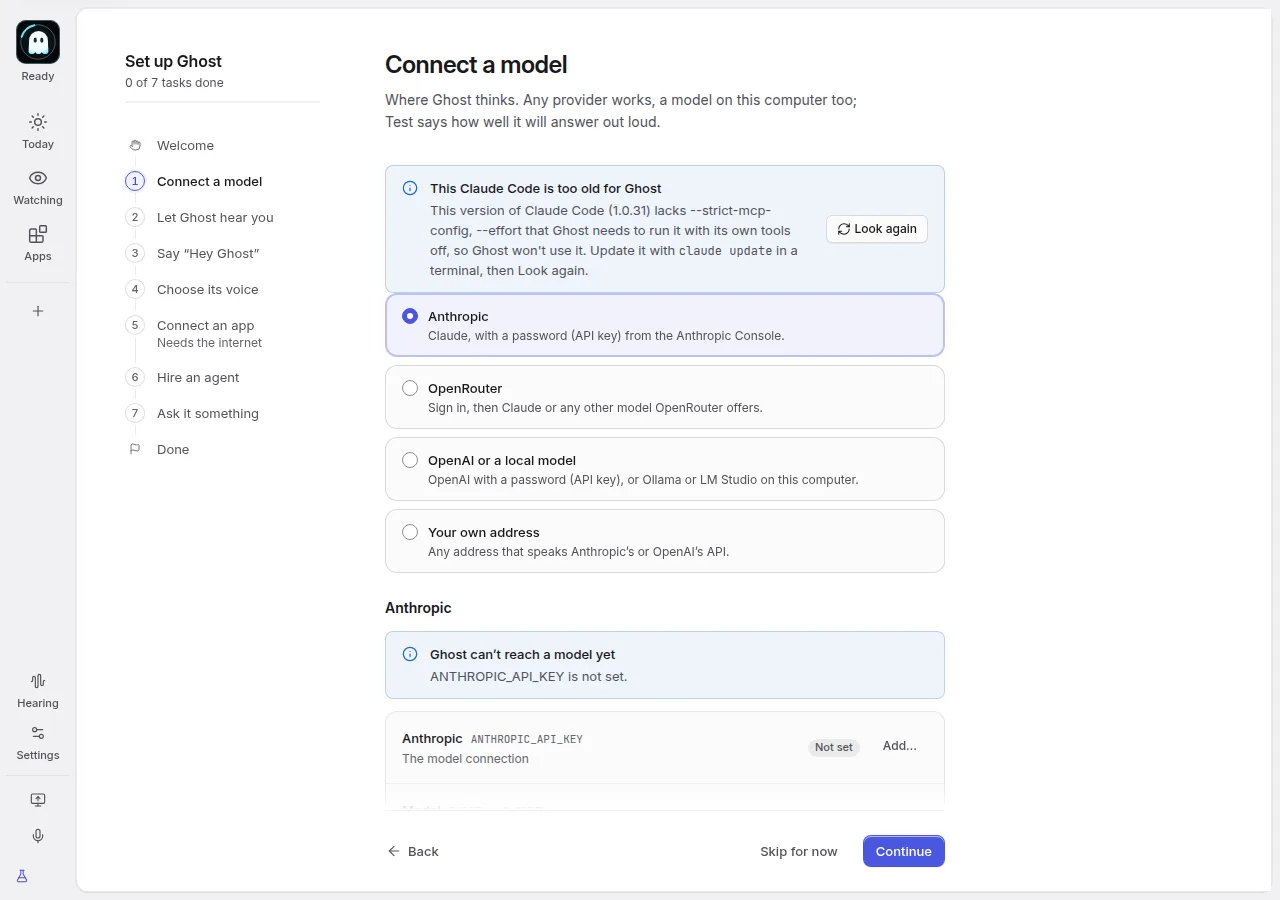 Ready
Today
Watching
Apps
Hearing
Settings
Set up Ghost
0 of 7 tasks done
Welcome
1 Connect a model
2 Let Ghost hear you
3 Say “Hey Ghost”
4 Choose its voice
5 Connect an app
Needs the internet
6 Hire an agent
7 Ask it something
Done
Connect a model
Where Ghost thinks. Any provider works, a model on this computer too;
Test says how well it will answer out loud.
This Claude Code is too old for Ghost
This version of Claude Code (1.0.31) lacks --strict-mcp-
config, --effort that Ghost needs to run it with its own tools
off, so Ghost won't use it. Update it with claude update in a
terminal, then Look again.
Look again
Anthropic
Claude, with a password (API key) from the Anthropic Console.
OpenRouter
Sign in, then Claude or any other model OpenRouter offers.
OpenAI or a local model
OpenAI with a password (API key), or Ollama or LM Studio on this computer.
Your own address
Any address that speaks Anthropic’s or OpenAI’s API.
Anthropic
Ghost can’t reach a model yet
ANTHROPIC_API_KEY is not set.
Anthropic ANTHROPIC_API_KEY
The model connection
Not set
Add...
Back
Skip for now
Continue